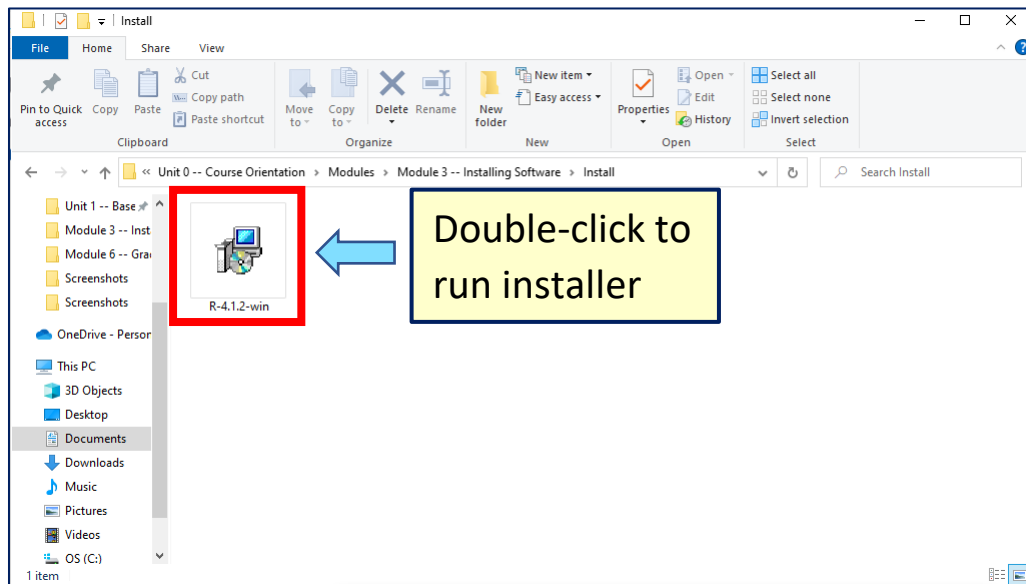 Install
File Home Share View
Pin to Quick access
Copy
Paste
Cut
Copy path
Paste shortcut
Clipboard
Move to
Copy to
Delete
Rename
Organize
New folder
New item
Easy access
New
Properties
Open
Edit
History
Open
Select all
Select none
Invert selection
Select
« Unit 0 -- Course Orientation > Modules > Module 3 -- Installing Software > Install
Search Install
Unit 1 -- Base
Module 3 -- Inst
Module 6 -- Gra
Screenshots
Screenshots
OneDrive - Person
This PC
3D Objects
Desktop
Documents
Downloads
Music
Pictures
Videos
OS (C:)
R-4.1.2-win
Double-click to
run installer
1 item